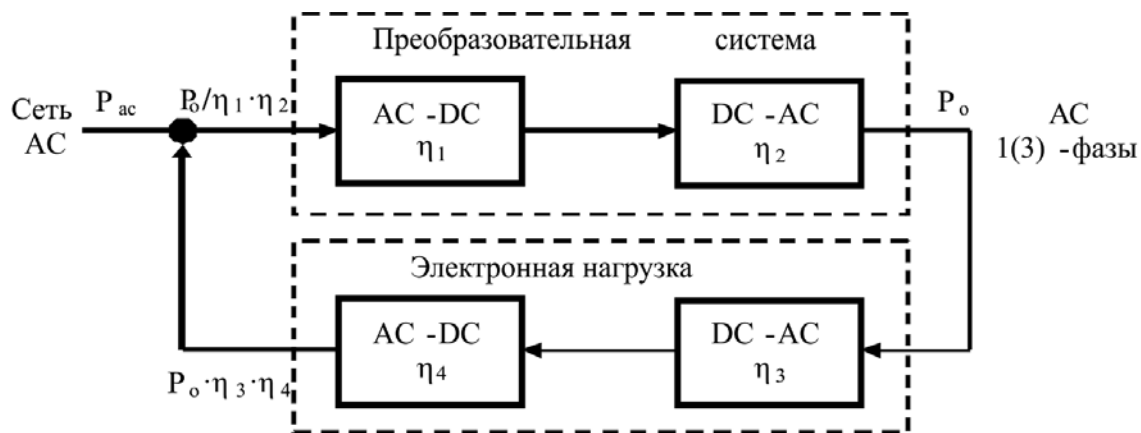 Преобразовательная система
Сеть
AC
P ac
P₀/η₁·η₂
AC -DC
η₁
DC -AC
η₂
Pₒ
AC
1(3) -фазы
Электронная нагрузка
AC -DC
η₄
DC -AC
η₃
Pₒ·η₃·η₄